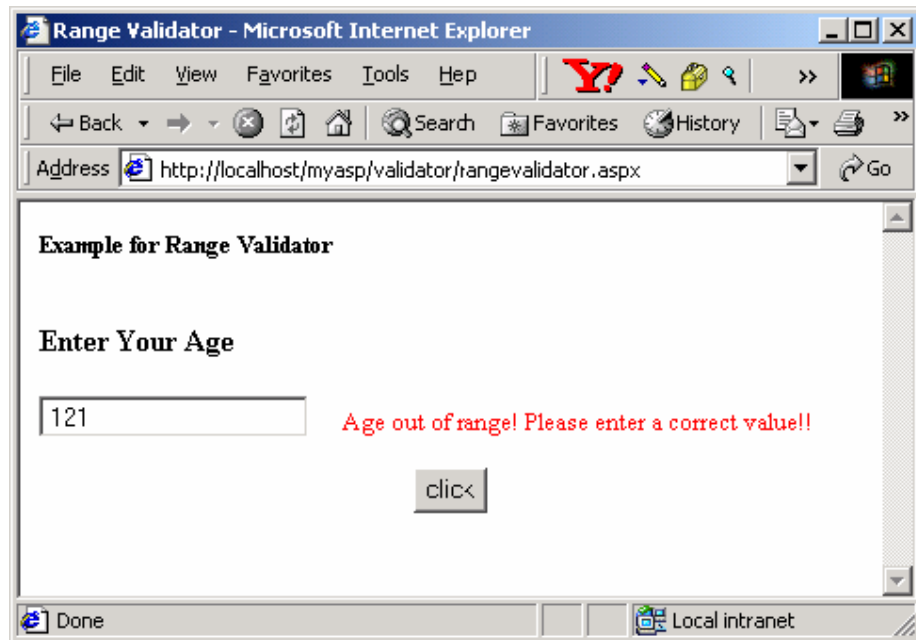 Range Validator - Microsoft Internet Explorer
File Edit View Favorites Tools Hep Y! »
Back Search Favorites History »
Address http://localhost/myasp/validator/rangevalidator.aspx Go
Example for Range Validator
Enter Your Age
121 Age out of range! Please enter a correct value!!
clic<
Done Local intranet